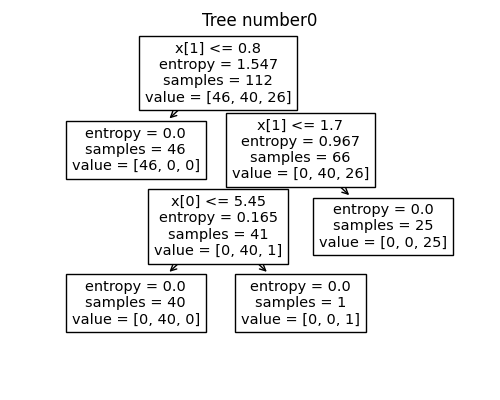 Tree number0
x[1] <= 0.8
entropy = 1.547
samples = 112
value = [46, 40, 26]
entropy = 0.0
samples = 46
value = [46, 0, 0]
x[1] <= 1.7
entropy = 0.967
samples = 66
value = [0, 40, 26]
x[0] <= 5.45
entropy = 0.165
samples = 41
value = [0, 40, 1]
entropy = 0.0
samples = 25
value = [0, 0, 25]
entropy = 0.0
samples = 40
value = [0, 40, 0]
entropy = 0.0
samples = 1
value = [0, 0, 1]